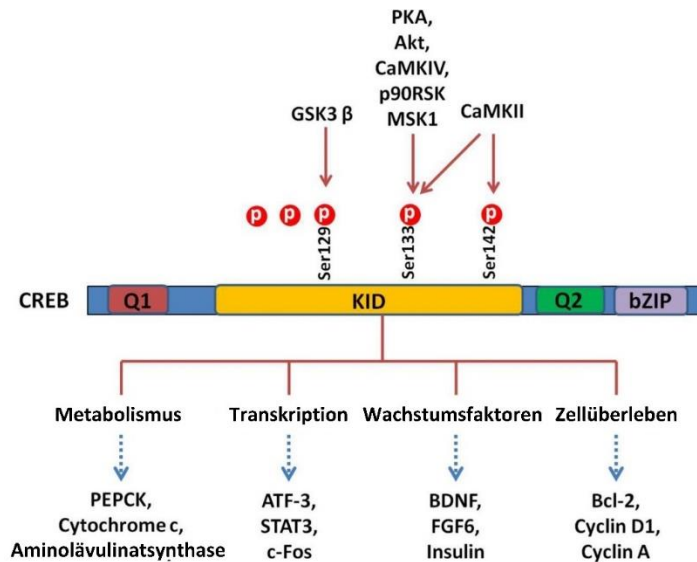 PKA,
Akt,
CaMKIV,
p90RSK
MSK1
GSK3 β
CaMKII
p p p p p
Ser129
Ser133
Ser142
CREB Q1 KID Q2 bZIP
Metabolismus Transkription Wachstumsfaktoren Zellüberleben
PEPCK,
Cytochrome c,
Aminolävulinatsynthase
ATF-3,
STAT3,
c-Fos
BDNF,
FGF6,
Insulin
Bcl-2,
Cyclin D1,
Cyclin A